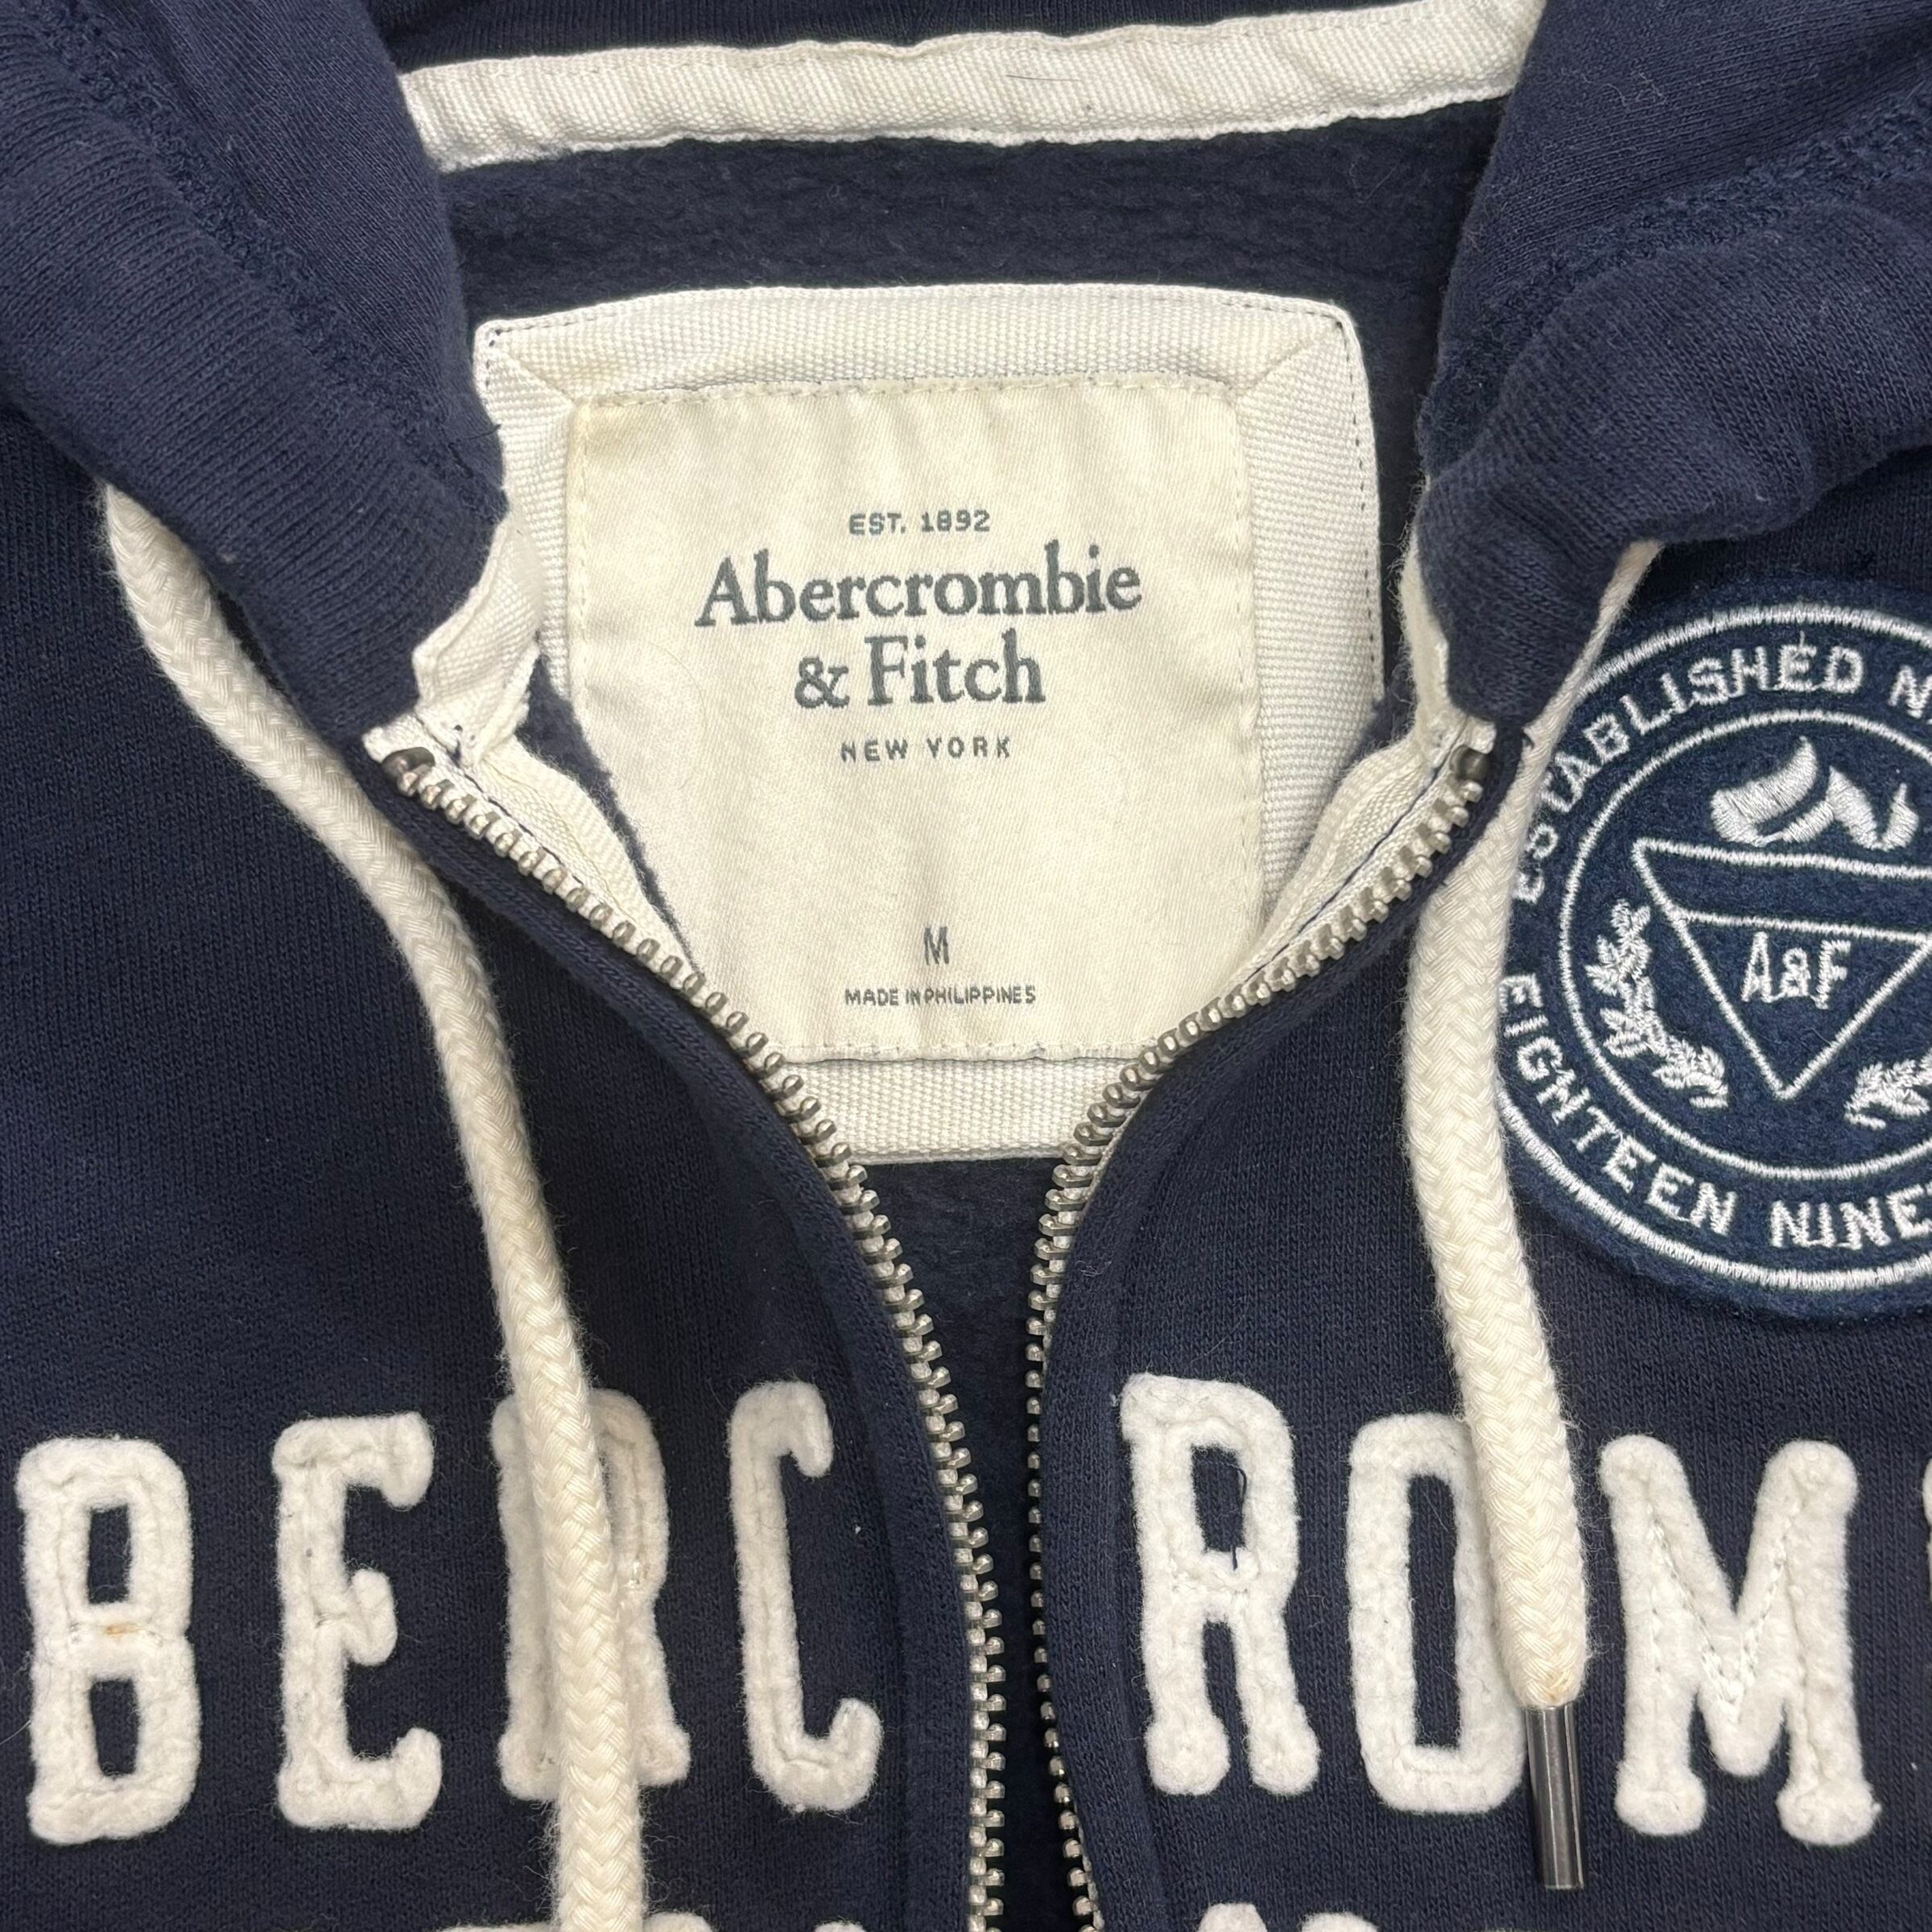 EST. 1892
Abercrombie
& Fitch
NEW YORK
M
MADE IN PHILIPPINES
ESTABLISHED
A&F
EIGHTEEN NINE
BERC ROM